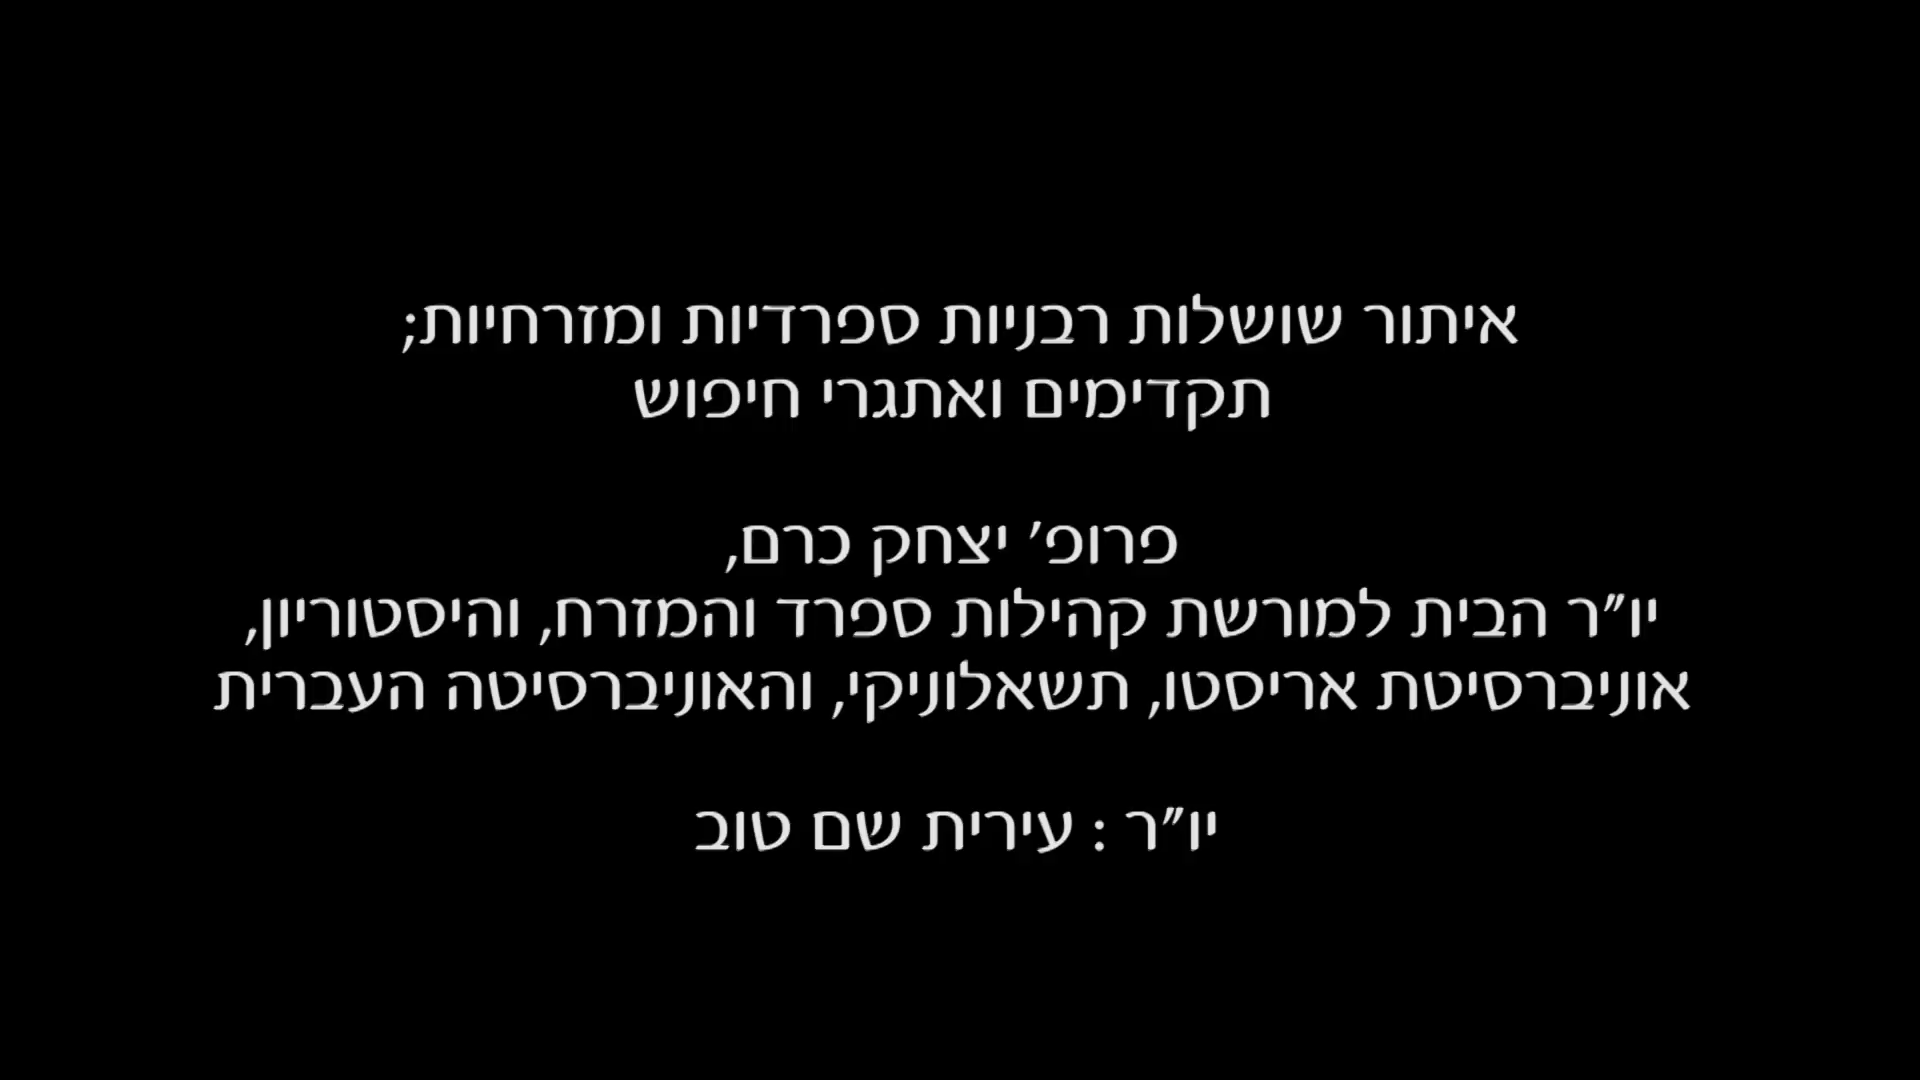 איתור שושלות רבניות ספרדיות ומזרחיות;
תקדימים ואתגרי חיפוש
פרופ' יצחק כרם,
יו"ר הבית למורשת קהילות ספרד והמזרח, והיסטוריון,
אוניברסיטת אריסטו, תשאלוניקי, והאוניברסיטה העברית
יו"ר : עירית שם טוב